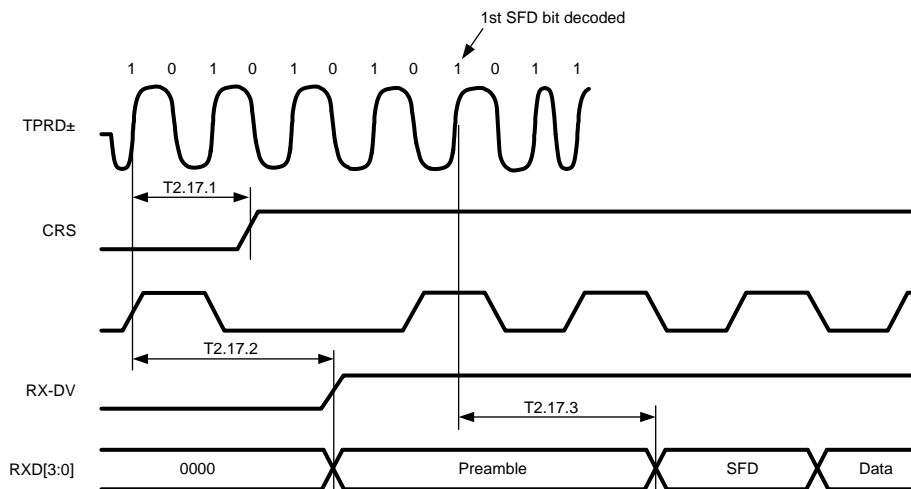 1st SFD bit decoded
1 0 1 0 1 0 1 0 1 0 1 1
TPRD±
T2.17.1
CRS
T2.17.2
RX-DV
T2.17.3
RXD[3:0] 0000 Preamble SFD Data